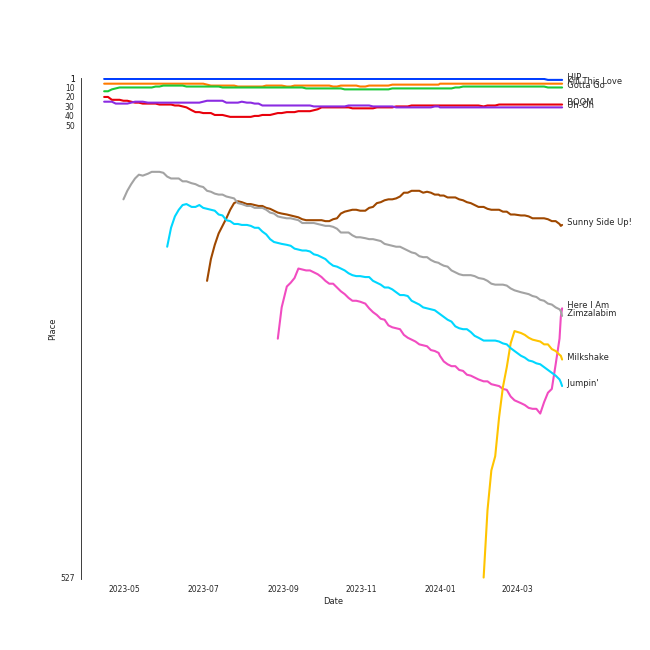 1
10
20
30
40
50
527
Place
HIP
Kill This Love
Gotta Go
BOOM
Uh-Oh
Sunny Side Up!
Here I Am
Zimzalabim
Milkshake
Jumpin'
2023-05
2023-07
2023-09
2023-11
2024-01
2024-03
Date